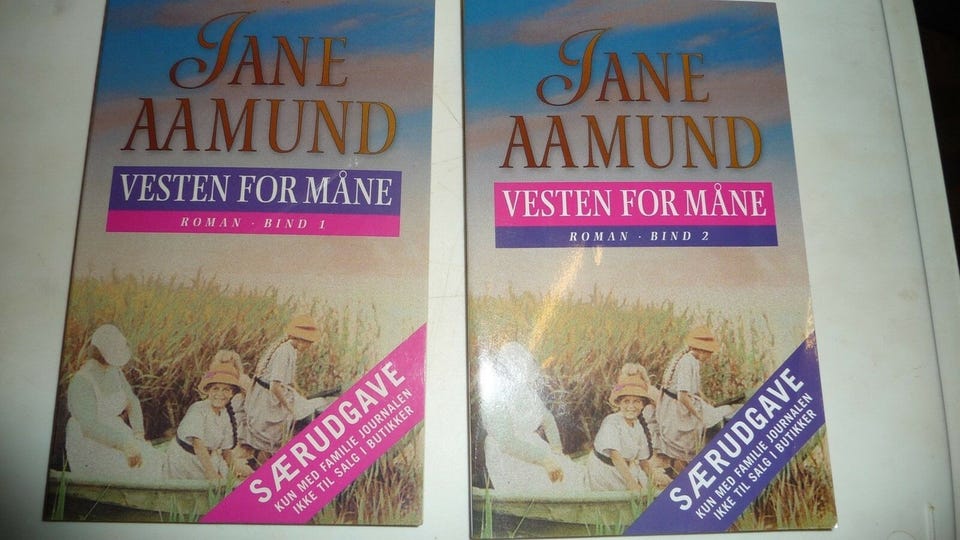 JANE
AAMUND
VESTEN FOR MÅNE
ROMAN · BIND 1
SÆRUDGAVE
KUN MED FAMILIE JOURNALEN
IKKE TIL SALG I BUTIKKER
JANE
AAMUND
VESTEN FOR MÅNE
ROMAN · BIND 2
SÆRUDGAVE
KUN MED FAMILIE JOURNALEN
IKKE TIL SALG I BUTIKKER